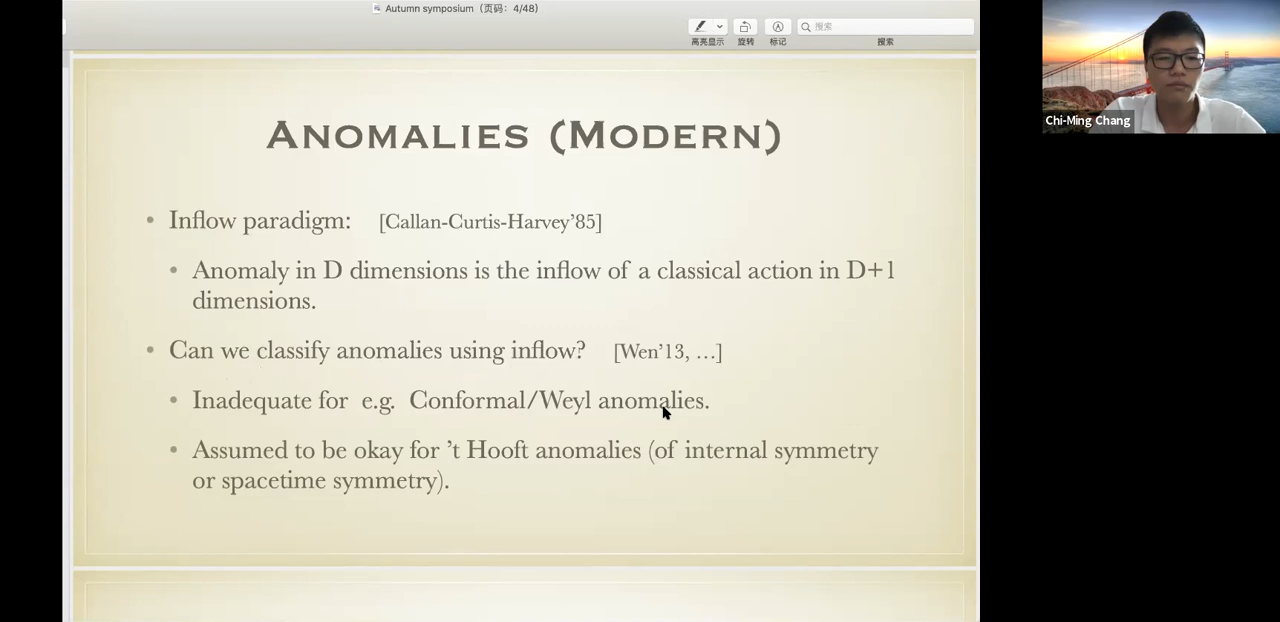 Autumn symposium（页码：4/48）
搜索
高亮显示
旋转
标记
搜索
ANOMALIES (MODERN)
• Inflow paradigm: [Callan-Curtis-Harvey’85]
• Anomaly in D dimensions is the inflow of a classical action in D+1
dimensions.
• Can we classify anomalies using inflow? [Wen’13, …]
• Inadequate for e.g. Conformal/Weyl anomalies.
• Assumed to be okay for ’t Hooft anomalies (of internal symmetry
or spacetime symmetry).
Chi-Ming Chang